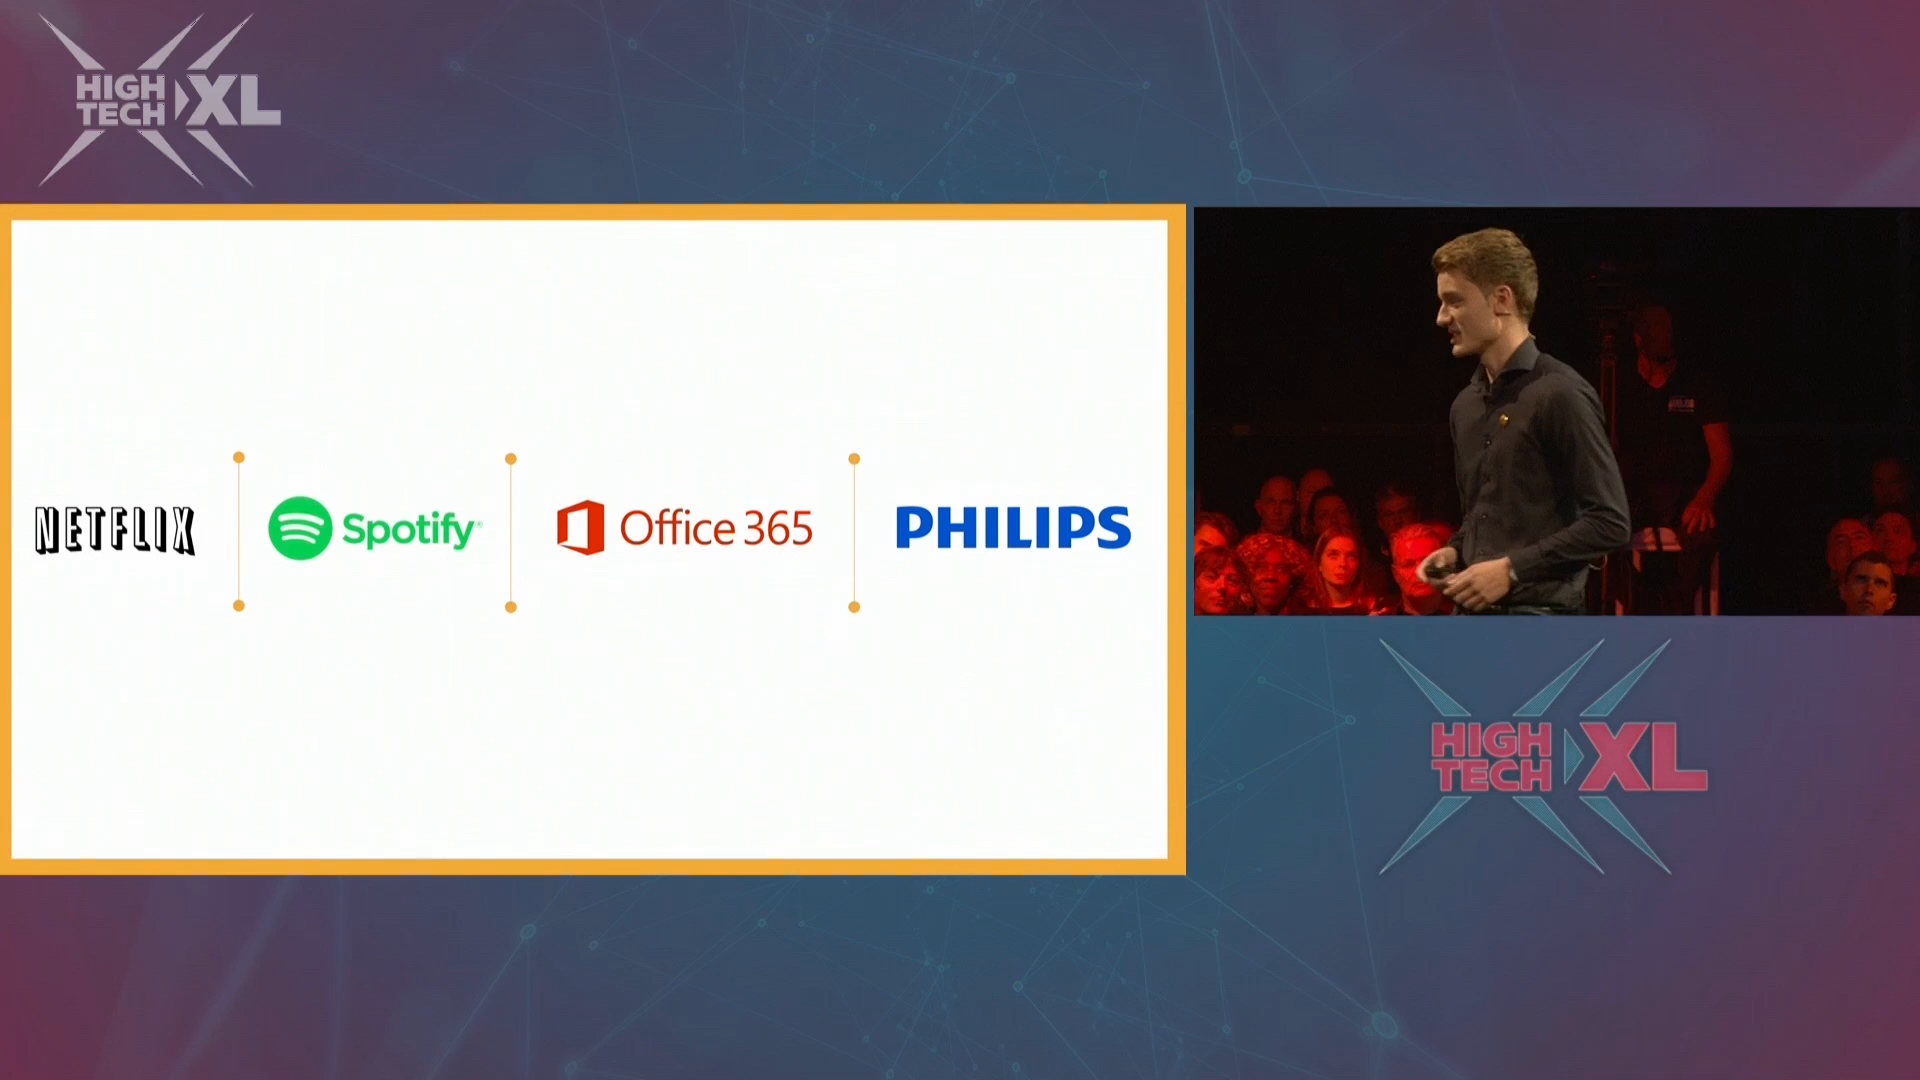 HIGH
TECH XL
NETFLIX
Spotify®
Office 365
PHILIPS
HIGH
TECH XL